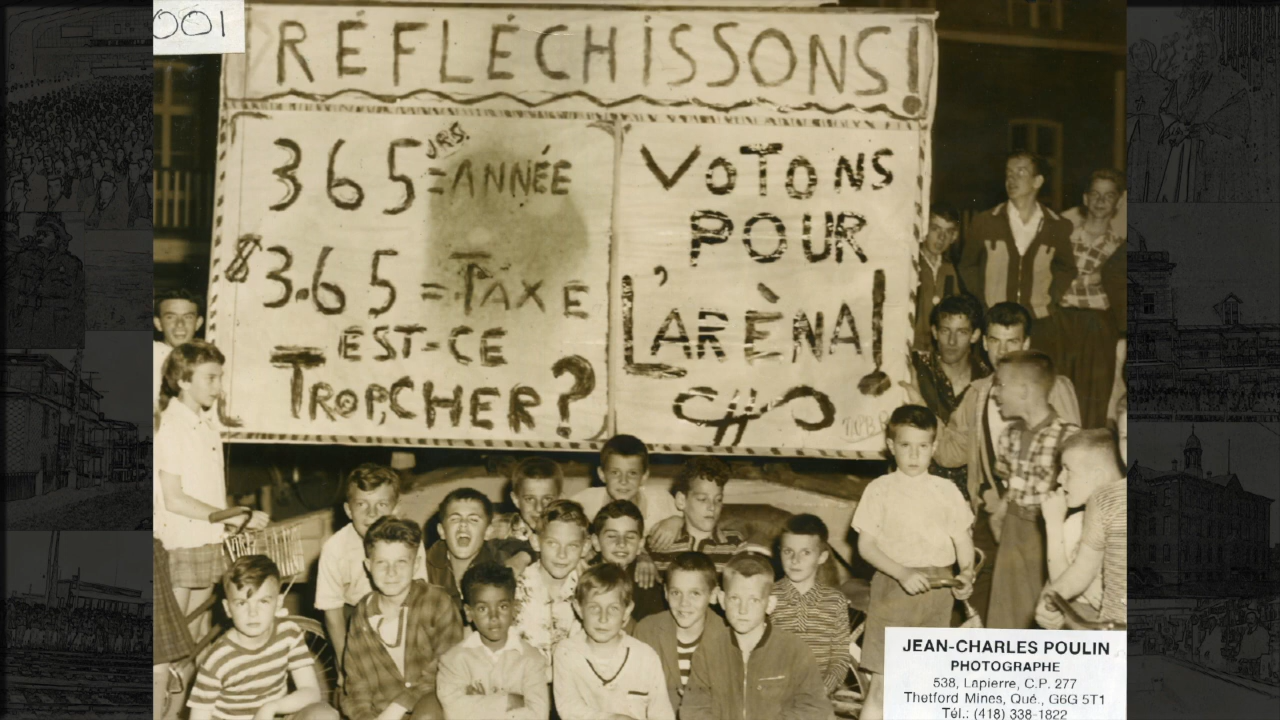 001
RÉFLÉCHISSONS!
365 JRS. = ANNÉE
$3.65 = TAXE
EST-CE
TROP CHER?
VOTONS
POUR
L'ARÈNA!
JEAN-CHARLES POULIN
PHOTOGRAPHE
538, Lapierre, C.P. 277
Thetford Mines, Qué., G6G 5T1
Tél.: (418) 338-1822